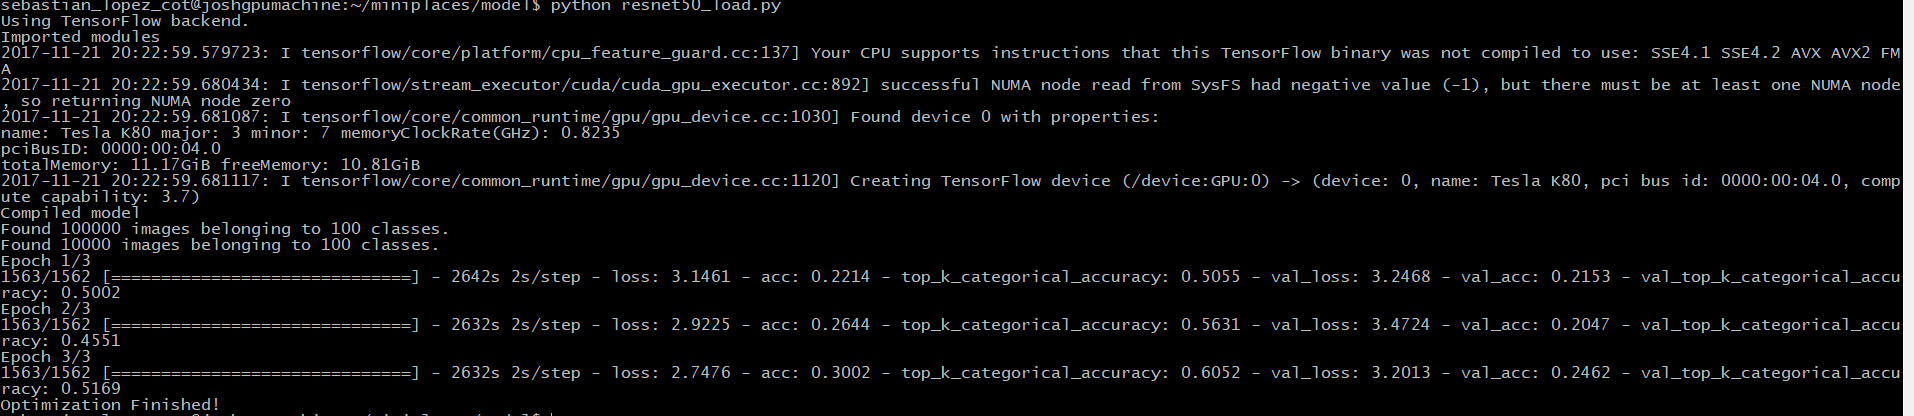 sebastian_lopez_cot@joshgpumachine:~/miniplaces/model$ python resnet50_load.py
Using TensorFlow backend.
Imported modules
2017-11-21 20:22:59.579723: I tensorflow/core/platform/cpu_feature_guard.cc:137] Your CPU supports instructions that this TensorFlow binary was not compiled to use: SSE4.1 SSE4.2 AVX AVX2 FM
A
2017-11-21 20:22:59.680434: I tensorflow/stream_executor/cuda/cuda_gpu_executor.cc:892] successful NUMA node read from SysFS had negative value (-1), but there must be at least one NUMA node
, so returning NUMA node zero
2017-11-21 20:22:59.681087: I tensorflow/core/common_runtime/gpu/gpu_device.cc:1030] Found device 0 with properties:
name: Tesla K80 major: 3 minor: 7 memoryClockRate(GHz): 0.8235
pciBusID: 0000:00:04.0
totalMemory: 11.17GiB freeMemory: 10.81GiB
2017-11-21 20:22:59.681117: I tensorflow/core/common_runtime/gpu/gpu_device.cc:1120] Creating TensorFlow device (/device:GPU:0) -> (device: 0, name: Tesla K80, pci bus id: 0000:00:04.0, comp
ute capability: 3.7)
Compiled model
Found 100000 images belonging to 100 classes.
Found 10000 images belonging to 100 classes.
Epoch 1/3
1563/1562 [==============================] - 2642s 2s/step - loss: 3.1461 - acc: 0.2214 - top_k_categorical_accuracy: 0.5055 - val_loss: 3.2468 - val_acc: 0.2153 - val_top_k_categorical_accu
racy: 0.5002
Epoch 2/3
1563/1562 [==============================] - 2632s 2s/step - loss: 2.9225 - acc: 0.2644 - top_k_categorical_accuracy: 0.5631 - val_loss: 3.4724 - val_acc: 0.2047 - val_top_k_categorical_accu
racy: 0.4551
Epoch 3/3
1563/1562 [==============================] - 2632s 2s/step - loss: 2.7476 - acc: 0.3002 - top_k_categorical_accuracy: 0.6052 - val_loss: 3.2013 - val_acc: 0.2462 - val_top_k_categorical_accu
racy: 0.5169
Optimization Finished!